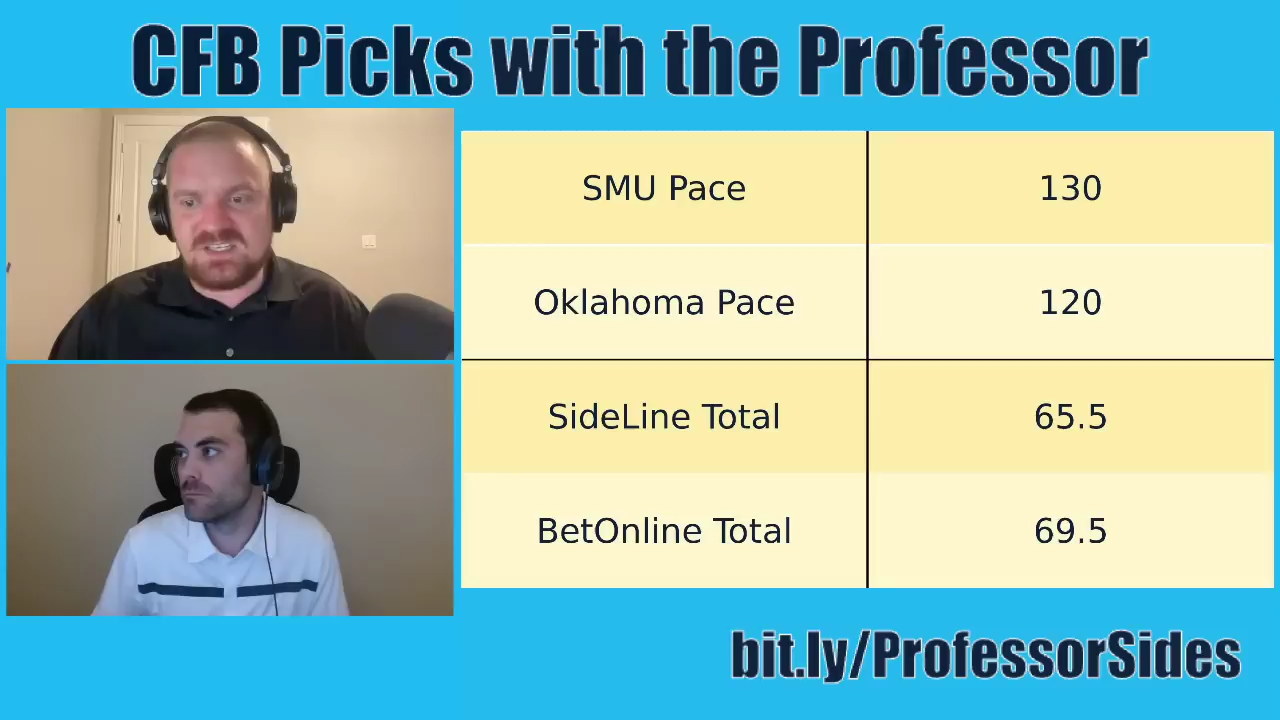 CFB Picks with the Professor
SMU Pace 130
Oklahoma Pace 120
SideLine Total 65.5
BetOnline Total 69.5
bit.ly/ProfessorSides